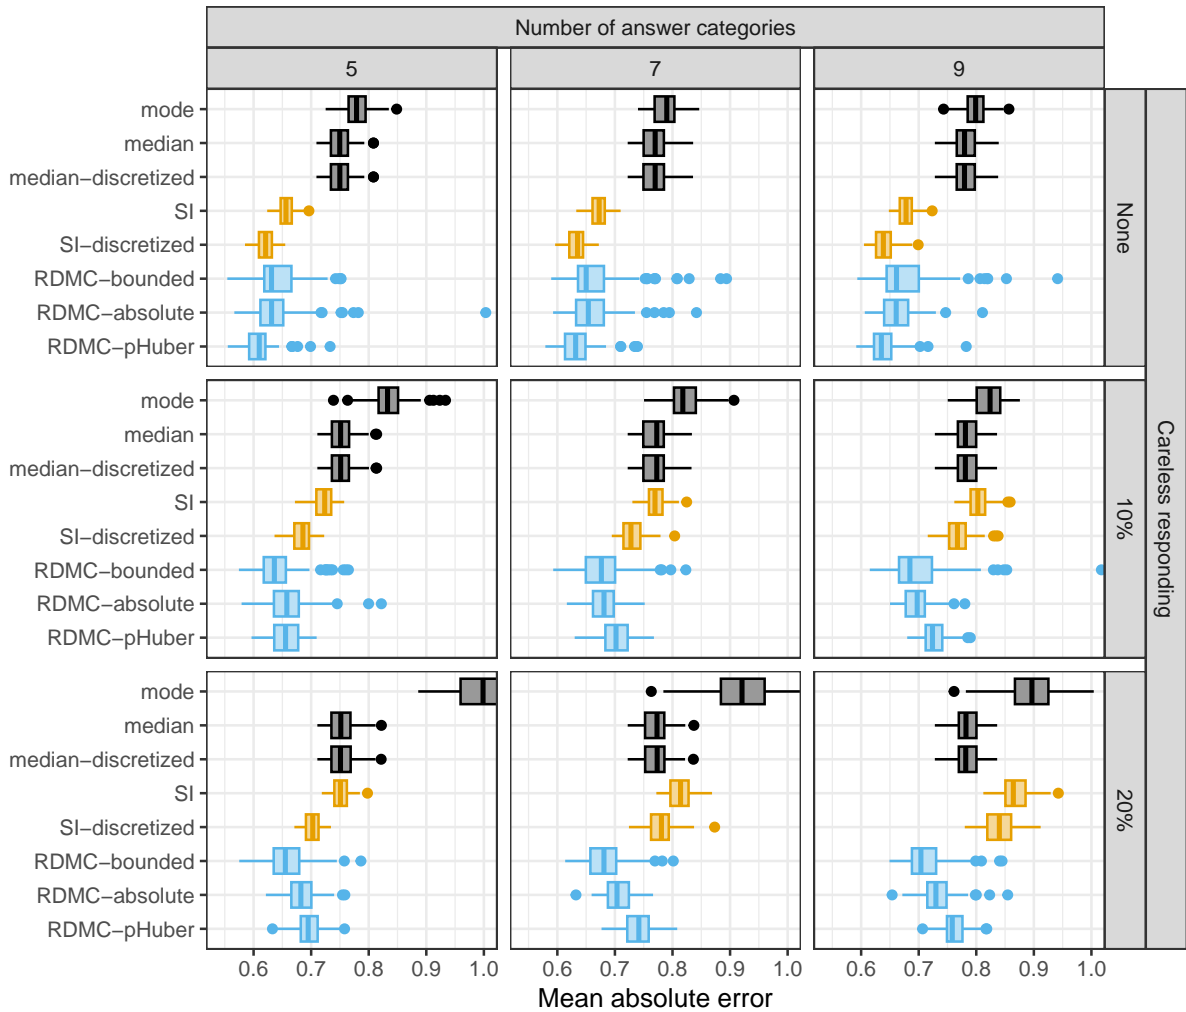 Number of answer categories
5 7 9
mode
median
median−discretized
SI
SI−discretized
RDMC−bounded
RDMC−absolute
RDMC−pHuber
None
mode
median
median−discretized
SI
SI−discretized
RDMC−bounded
RDMC−absolute
RDMC−pHuber
10%
Careless responding
mode
median
median−discretized
SI
SI−discretized
RDMC−bounded
RDMC−absolute
RDMC−pHuber
20%
0.6 0.7 0.8 0.9 1.0 0.6 0.7 0.8 0.9 1.0 0.6 0.7 0.8 0.9 1.0
Mean absolute error